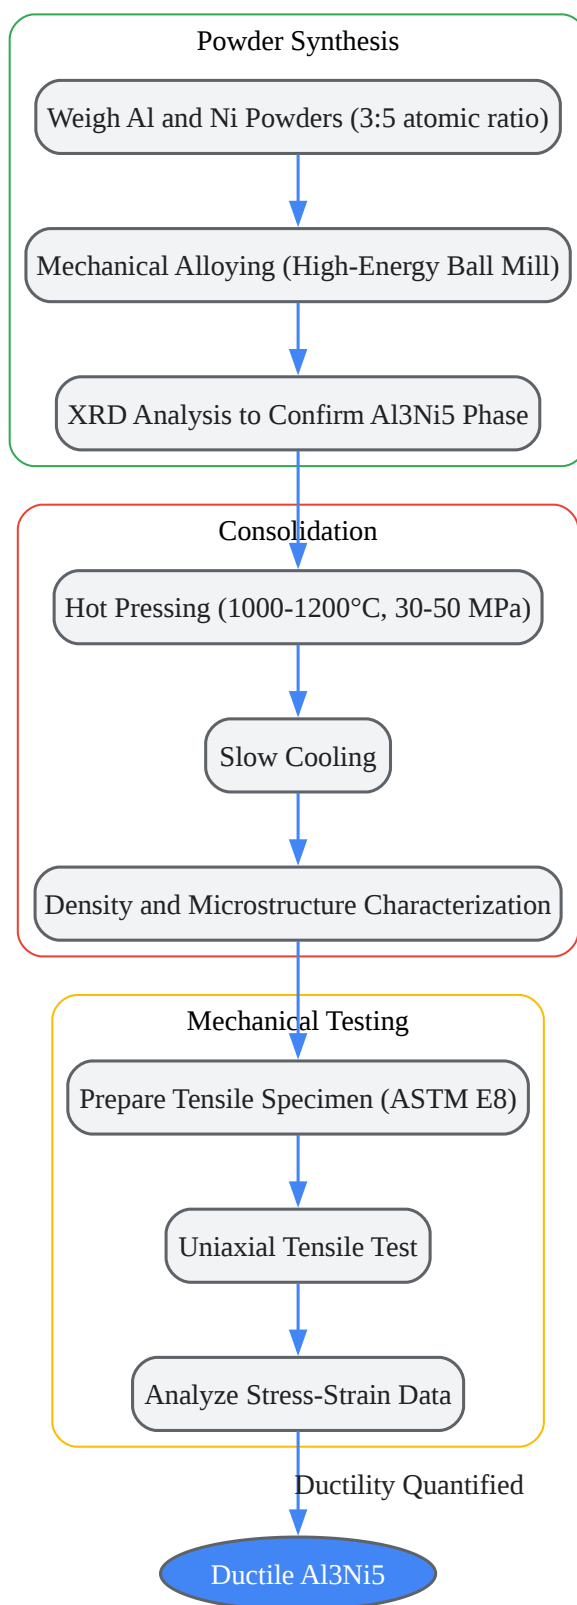 Powder Synthesis
Weigh Al and Ni Powders (3:5 atomic ratio)
Mechanical Alloying (High-Energy Ball Mill)
XRD Analysis to Confirm Al3Ni5 Phase
Consolidation
Hot Pressing (1000-1200°C, 30-50 MPa)
Slow Cooling
Density and Microstructure Characterization
Mechanical Testing
Prepare Tensile Specimen (ASTM E8)
Uniaxial Tensile Test
Analyze Stress-Strain Data
Ductility Quantified
Ductile Al3Ni5